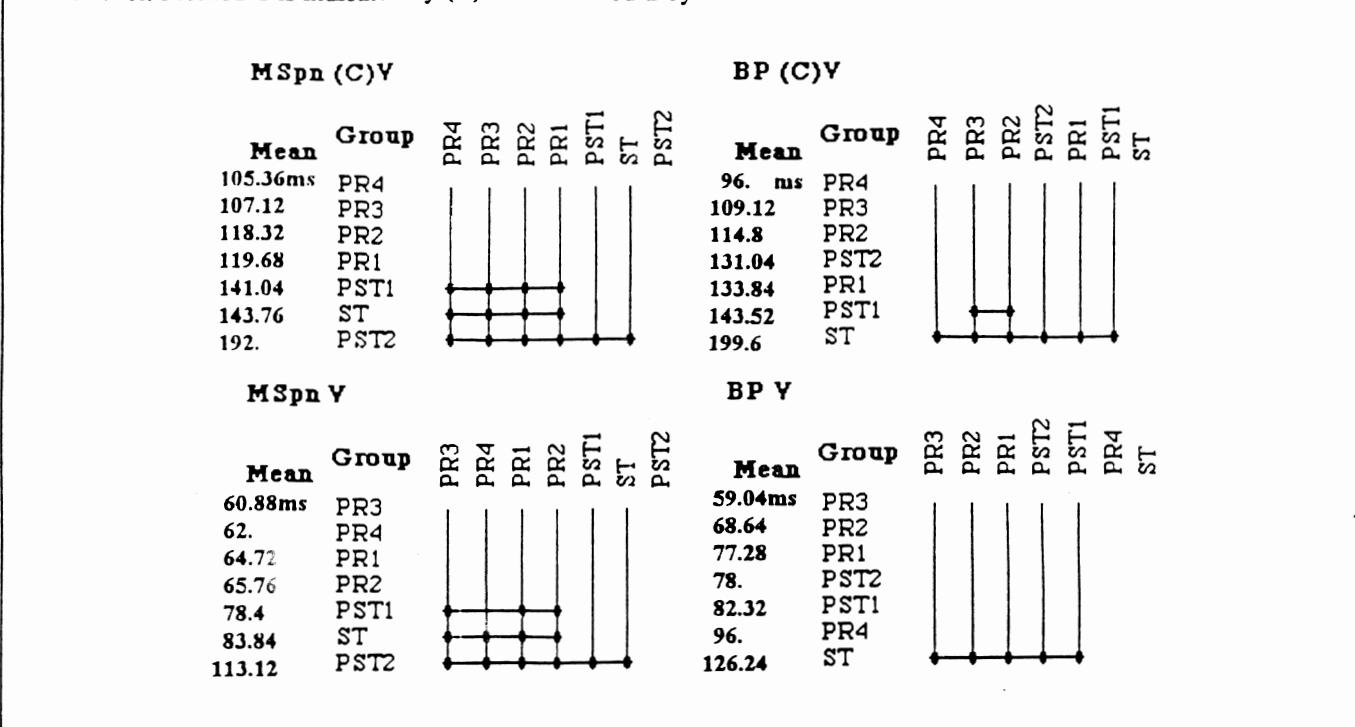 MSpn (C)V
Mean Group PR4 PR3 PR2 PR1 PST1 ST PST2
105.36ms PR4
107.12 PR3
118.32 PR2
119.68 PR1
141.04 PST1
143.76 ST
192. PST2
BP (C)V
Mean Group PR4 PR3 PR2 PST2 PR1 PST1 ST
96. ms PR4
109.12 PR3
114.8 PR2
131.04 PST2
133.84 PR1
143.52 PST1
199.6 ST
MSpn V
Mean Group PR3 PR4 PR1 PR2 PST1 ST PST2
60.88ms PR3
62. PR4
64.72 PR1
65.76 PR2
78.4 PST1
83.84 ST
113.12 PST2
BP V
Mean Group PR3 PR2 PR1 PST2 PST1 PR4 ST
59.04ms PR3
68.64 PR2
77.28 PR1
78. PST2
82.32 PST1
96. PR4
126.24 ST